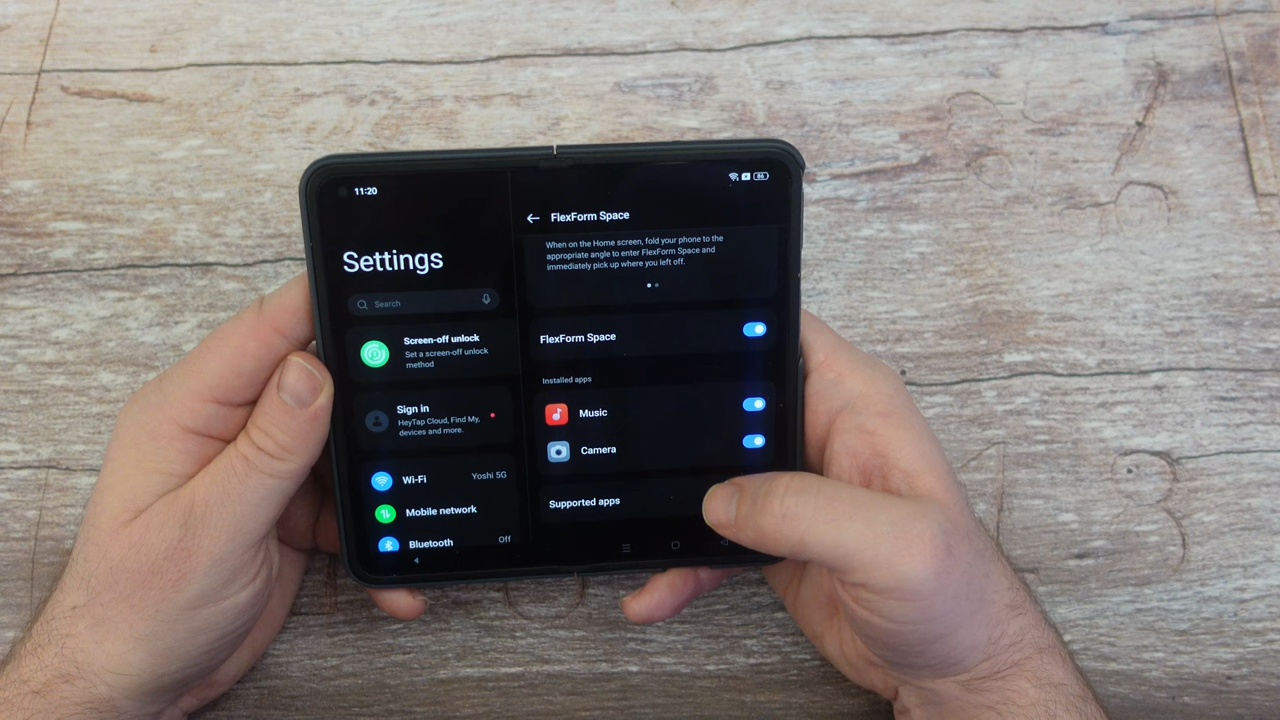 11:20
86
Settings
Search
Screen-off unlock
Set a screen-off unlock
method
Sign in
HeyTap Cloud, Find My,
devices and more.
Wi-Fi
Yoshi 5G
Mobile network
Bluetooth
Off
FlexForm Space
When on the Home screen, fold your phone to the
appropriate angle to enter FlexForm Space and
immediately pick up where you left off.
FlexForm Space
Installed apps
Music
Camera
Supported apps